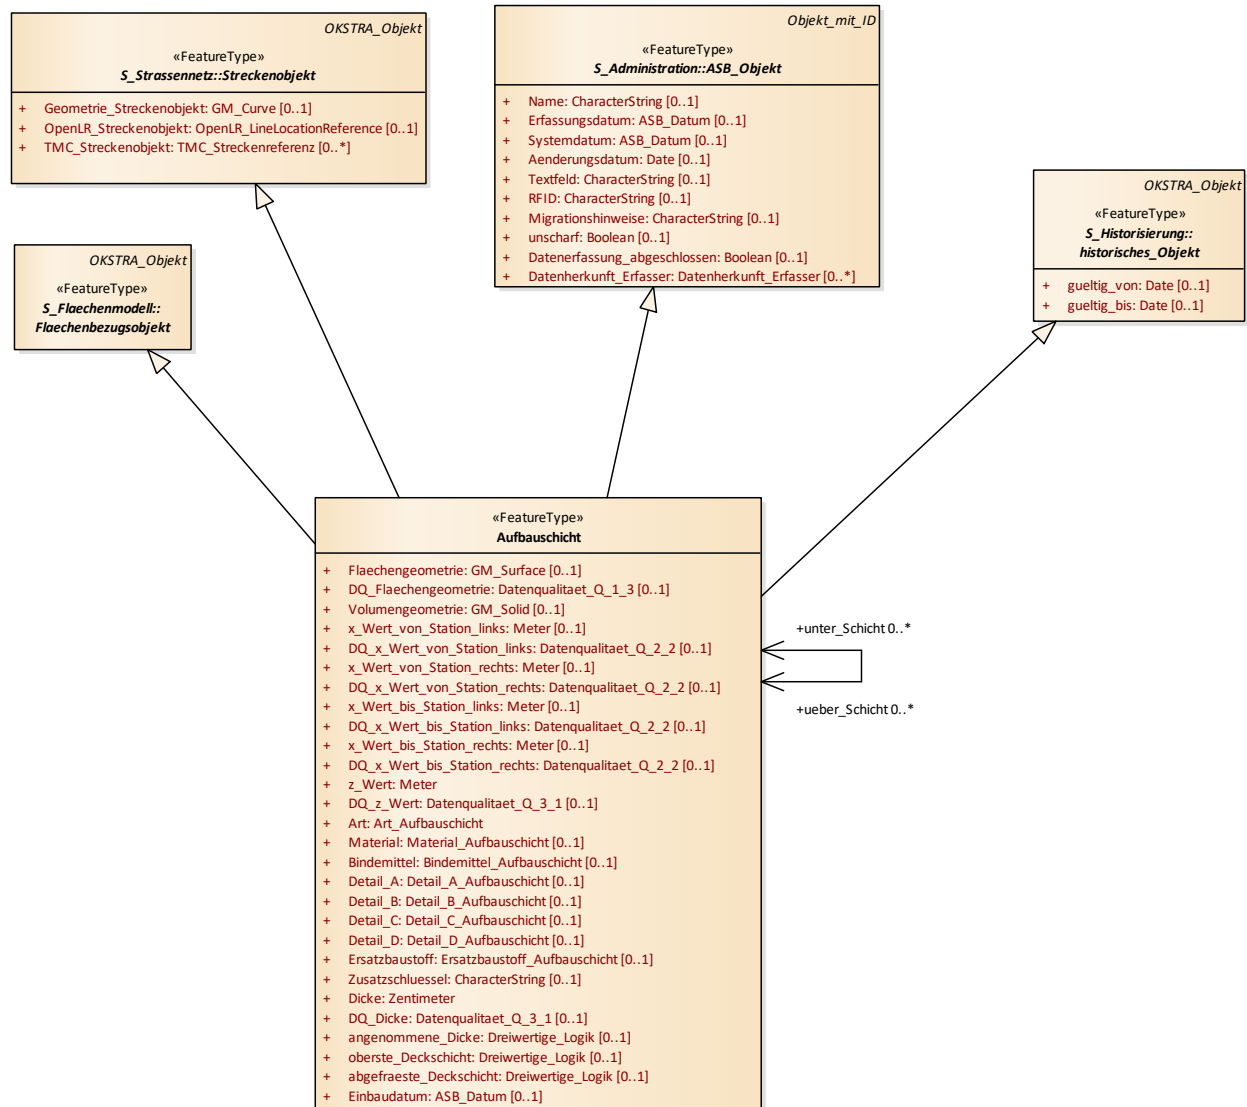 OKSTRA_Objekt
«FeatureType»
S_Strassennetz::Streckenobjekt
+ Geometrie_Streckenobjekt: GM_Curve [0..1]
+ OpenLR_Streckenobjekt: OpenLR_LineLocationReference [0..1]
+ TMC_Streckenobjekt: TMC_Streckenreferenz [0..*]
Objekt_mit_ID
«FeatureType»
S_Administration::ASB_Objekt
+ Name: CharacterString [0..1]
+ Erfassungsdatum: ASB_Datum [0..1]
+ Systemdatum: ASB_Datum [0..1]
+ Aenderungsdatum: Date [0..1]
+ Textfeld: CharacterString [0..1]
+ RFID: CharacterString [0..1]
+ Migrationshinweise: CharacterString [0..1]
+ unscharf: Boolean [0..1]
+ Datenerfassung_abgeschlossen: Boolean [0..1]
+ Datenherkunft_Erfasser: Datenherkunft_Erfasser [0..*]
OKSTRA_Objekt
«FeatureType»
S_Historisierung::
historisches_Objekt
+ gueltig_von: Date [0..1]
+ gueltig_bis: Date [0..1]
OKSTRA_Objekt
«FeatureType»
S_Flaechenmodell::
Flaechenbezugsobjekt
«FeatureType»
Aufbauschicht
+ Flaechengeometrie: GM_Surface [0..1]
+ DQ_Flaechengeometrie: Datenqualitaet_Q_1_3 [0..1]
+ Volumengeometrie: GM_Solid [0..1]
+ x_Wert_von_Station_links: Meter [0..1]
+ DQ_x_Wert_von_Station_links: Datenqualitaet_Q_2_2 [0..1]
+ x_Wert_von_Station_rechts: Meter [0..1]
+ DQ_x_Wert_von_Station_rechts: Datenqualitaet_Q_2_2 [0..1]
+ x_Wert_bis_Station_links: Meter [0..1]
+ DQ_x_Wert_bis_Station_links: Datenqualitaet_Q_2_2 [0..1]
+ x_Wert_bis_Station_rechts: Meter [0..1]
+ DQ_x_Wert_bis_Station_rechts: Datenqualitaet_Q_2_2 [0..1]
+ z_Wert: Meter
+ DQ_z_Wert: Datenqualitaet_Q_3_1 [0..1]
+ Art: Art_Aufbauschicht
+ Material: Material_Aufbauschicht [0..1]
+ Bindemittel: Bindemittel_Aufbauschicht [0..1]
+ Detail_A: Detail_A_Aufbauschicht [0..1]
+ Detail_B: Detail_B_Aufbauschicht [0..1]
+ Detail_C: Detail_C_Aufbauschicht [0..1]
+ Detail_D: Detail_D_Aufbauschicht [0..1]
+ Ersatzbaustoff: Ersatzbaustoff_Aufbauschicht [0..1]
+ Zusatzschluessel: CharacterString [0..1]
+ Dicke: Zentimeter
+ DQ_Dicke: Datenqualitaet_Q_3_1 [0..1]
+ angenommene_Dicke: Dreiwertige_Logik [0..1]
+ oberste_Deckschicht: Dreiwertige_Logik [0..1]
+ abgefraeste_Deckschicht: Dreiwertige_Logik [0..1]
+ Einbaudatum: ASB_Datum [0..1]
+unter_Schicht 0..*
+ueber_Schicht 0..*